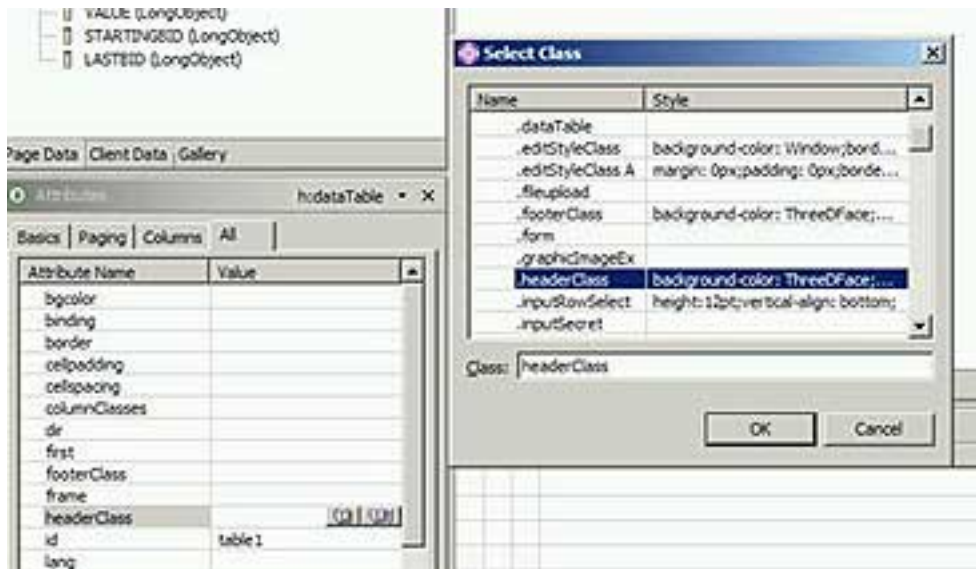 VALUE (LongObject)
STARTINGBID (LongObject)
LASTBID (LongObject)
Page Data Client Data Gallery
Attributes h:dataTable
Basics Paging Columns All
Attribute Name Value
bgcolor
binding
border
cellpadding
cellspacing
columnClasses
dir
first
footerClass
frame
headerClass
id table1
lang
Select Class
Name Style
.dataTable
.editStyleClass background-color: Window;bord...
.editStyleClass A margin: 0px;padding: 0px;borde...
.fileupload
.footerClass background-color: ThreeDFace;...
.form
.graphicImageEx
.headerClass background-color: ThreeDFace;...
.inputRowSelect height:12pt;vertical-align: bottom;
.inputSecret
Class: headerClass
OK Cancel